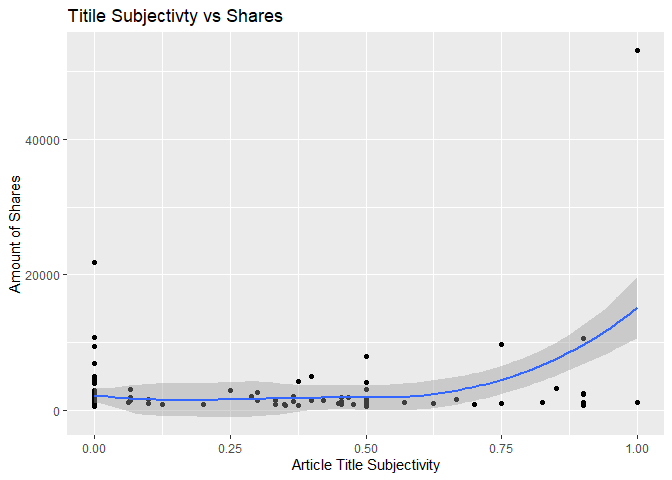 Titile Subjectivty vs Shares
40000
20000
0
Amount of Shares
0.00 0.25 0.50 0.75 1.00
Article Title Subjectivity